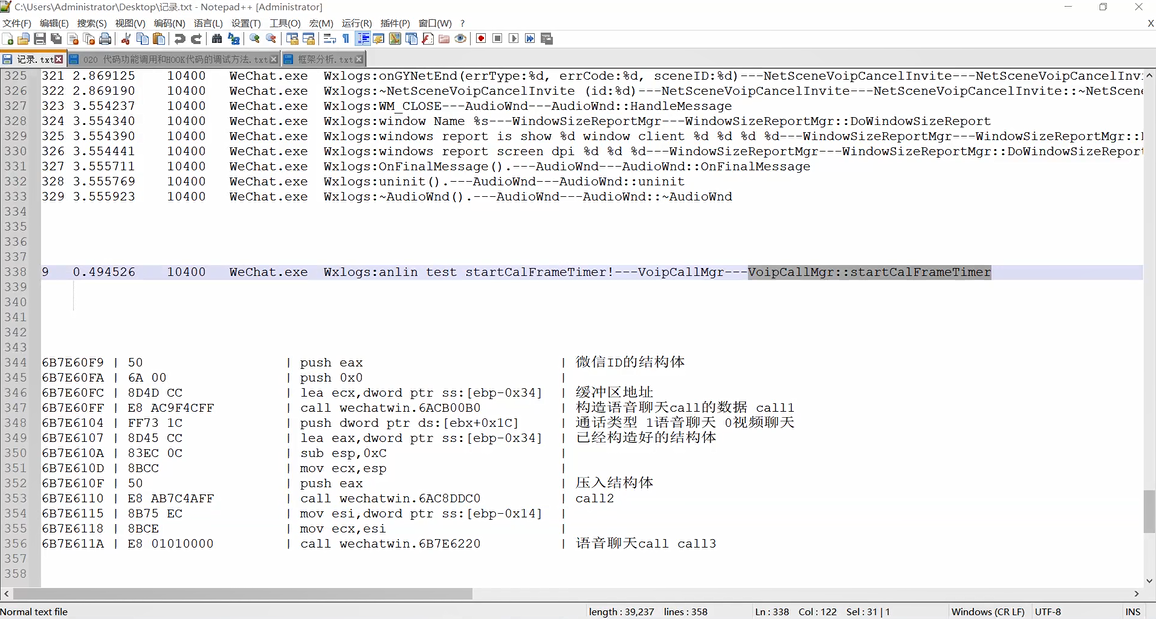 C:\Users\Administrator\Desktop\记录.txt - Notepad++ [Administrator]
文件(F) 编辑(E) 搜索(S) 视图(V) 编码(N) 语言(L) 设置(T) 工具(O) 宏(M) 运行(R) 插件(P) 窗口(W) ?
记录.txt 020 代码功能调用和HOOK代码的调试方法.txt 框架分析.txt
325 321 2.869125 10400 WeChat.exe Wxlogs:onGYNetEnd(errType:%d, errCode:%d, sceneID:%d)---NetSceneVoipCancelInvite---NetSceneVoipCancelInv
326 322 2.869190 10400 WeChat.exe Wxlogs:~NetSceneVoipCancelInvite (id:%d)---NetSceneVoipCancelInvite---NetSceneVoipCancelInvite::~NetScene
327 323 3.554237 10400 WeChat.exe Wxlogs:WM_CLOSE---AudioWnd---AudioWnd::HandleMessage
328 324 3.554340 10400 WeChat.exe Wxlogs:window Name %s---WindowSizeReportMgr---WindowSizeReportMgr::DoWindowSizeReport
329 325 3.554390 10400 WeChat.exe Wxlogs:windows report is show %d window client %d %d %d %d---WindowSizeReportMgr---WindowSizeReportMgr::
330 326 3.554441 10400 WeChat.exe Wxlogs:windows report screen dpi %d %d %d---WindowSizeReportMgr---WindowSizeReportMgr::DoWindowSizeReport
331 327 3.555711 10400 WeChat.exe Wxlogs:OnFinalMessage().---AudioWnd---AudioWnd::OnFinalMessage
332 328 3.555769 10400 WeChat.exe Wxlogs:uninit().---AudioWnd---AudioWnd::uninit
333 329 3.555923 10400 WeChat.exe Wxlogs:~AudioWnd().---AudioWnd---AudioWnd::~AudioWnd
334
335
336
337
338 9 0.494526 10400 WeChat.exe Wxlogs:anlin test startCalFrameTimer!---VoipCallMgr---VoipCallMgr::startCalFrameTimer
339
340
341
342
343
344 6B7E60F9 | 50 | push eax | 微信ID的结构体
345 6B7E60FA | 6A 00 | push 0x0 |
346 6B7E60FC | 8D4D CC | lea ecx,dword ptr ss:[ebp-0x34] | 缓冲区地址
347 6B7E60FF | E8 AC9F4CFF | call wechatwin.6ACB00B0 | 构造语音聊天call的数据 call1
348 6B7E6104 | FF73 1C | push dword ptr ds:[ebx+0x1C] | 通话类型 1语音聊天 0视频聊天
349 6B7E6107 | 8D45 CC | lea eax,dword ptr ss:[ebp-0x34] | 已经构造好的结构体
350 6B7E610A | 83EC 0C | sub esp,0xC |
351 6B7E610D | 8BCC | mov ecx,esp |
352 6B7E610F | 50 | push eax | 压入结构体
353 6B7E6110 | E8 AB7C4AFF | call wechatwin.6AC8DDC0 | call2
354 6B7E6115 | 8B75 EC | mov esi,dword ptr ss:[ebp-0x14] |
355 6B7E6118 | 8BCE | mov ecx,esi |
356 6B7E611A | E8 01010000 | call wechatwin.6B7E6220 | 语音聊天call call3
357
358
Normal text file length : 39,237 lines : 358 Ln : 338 Col : 122 Sel : 31 | 1 Windows (CR LF) UTF-8 INS